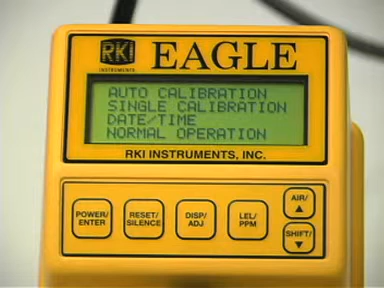 RKI
INSTRUMENTS
EAGLE
AUTO CALIBRATION
SINGLE CALIBRATION
DATE/TIME
NORMAL OPERATION
RKI INSTRUMENTS, INC.
POWER/
ENTER
RESET/
SILENCE
DISP/
ADJ
LEL/
PPM
AIR/
▲
SHIFT/
▼